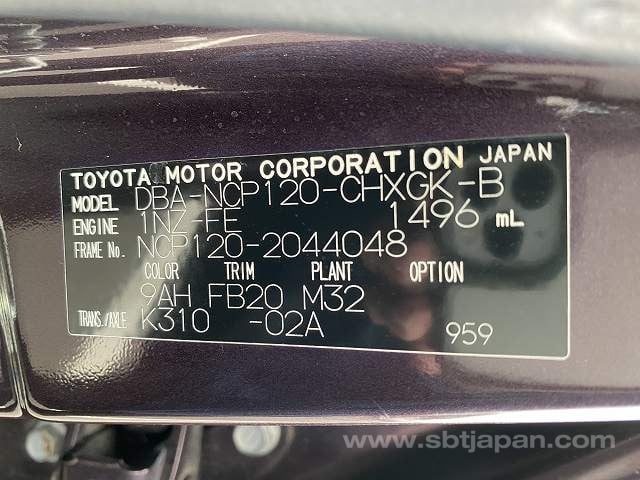 TOYOTA MOTOR CORPORATION JAPAN
MODEL DBA-NCP120-CHXGK-B
ENGINE 1NZ-FE 1496 mL
FRAME No. NCP120-2044048
COLOR TRIM PLANT OPTION
9AH FB20 M32
TRANS./AXLE K310 -02A 959
www.sbtjapan.com